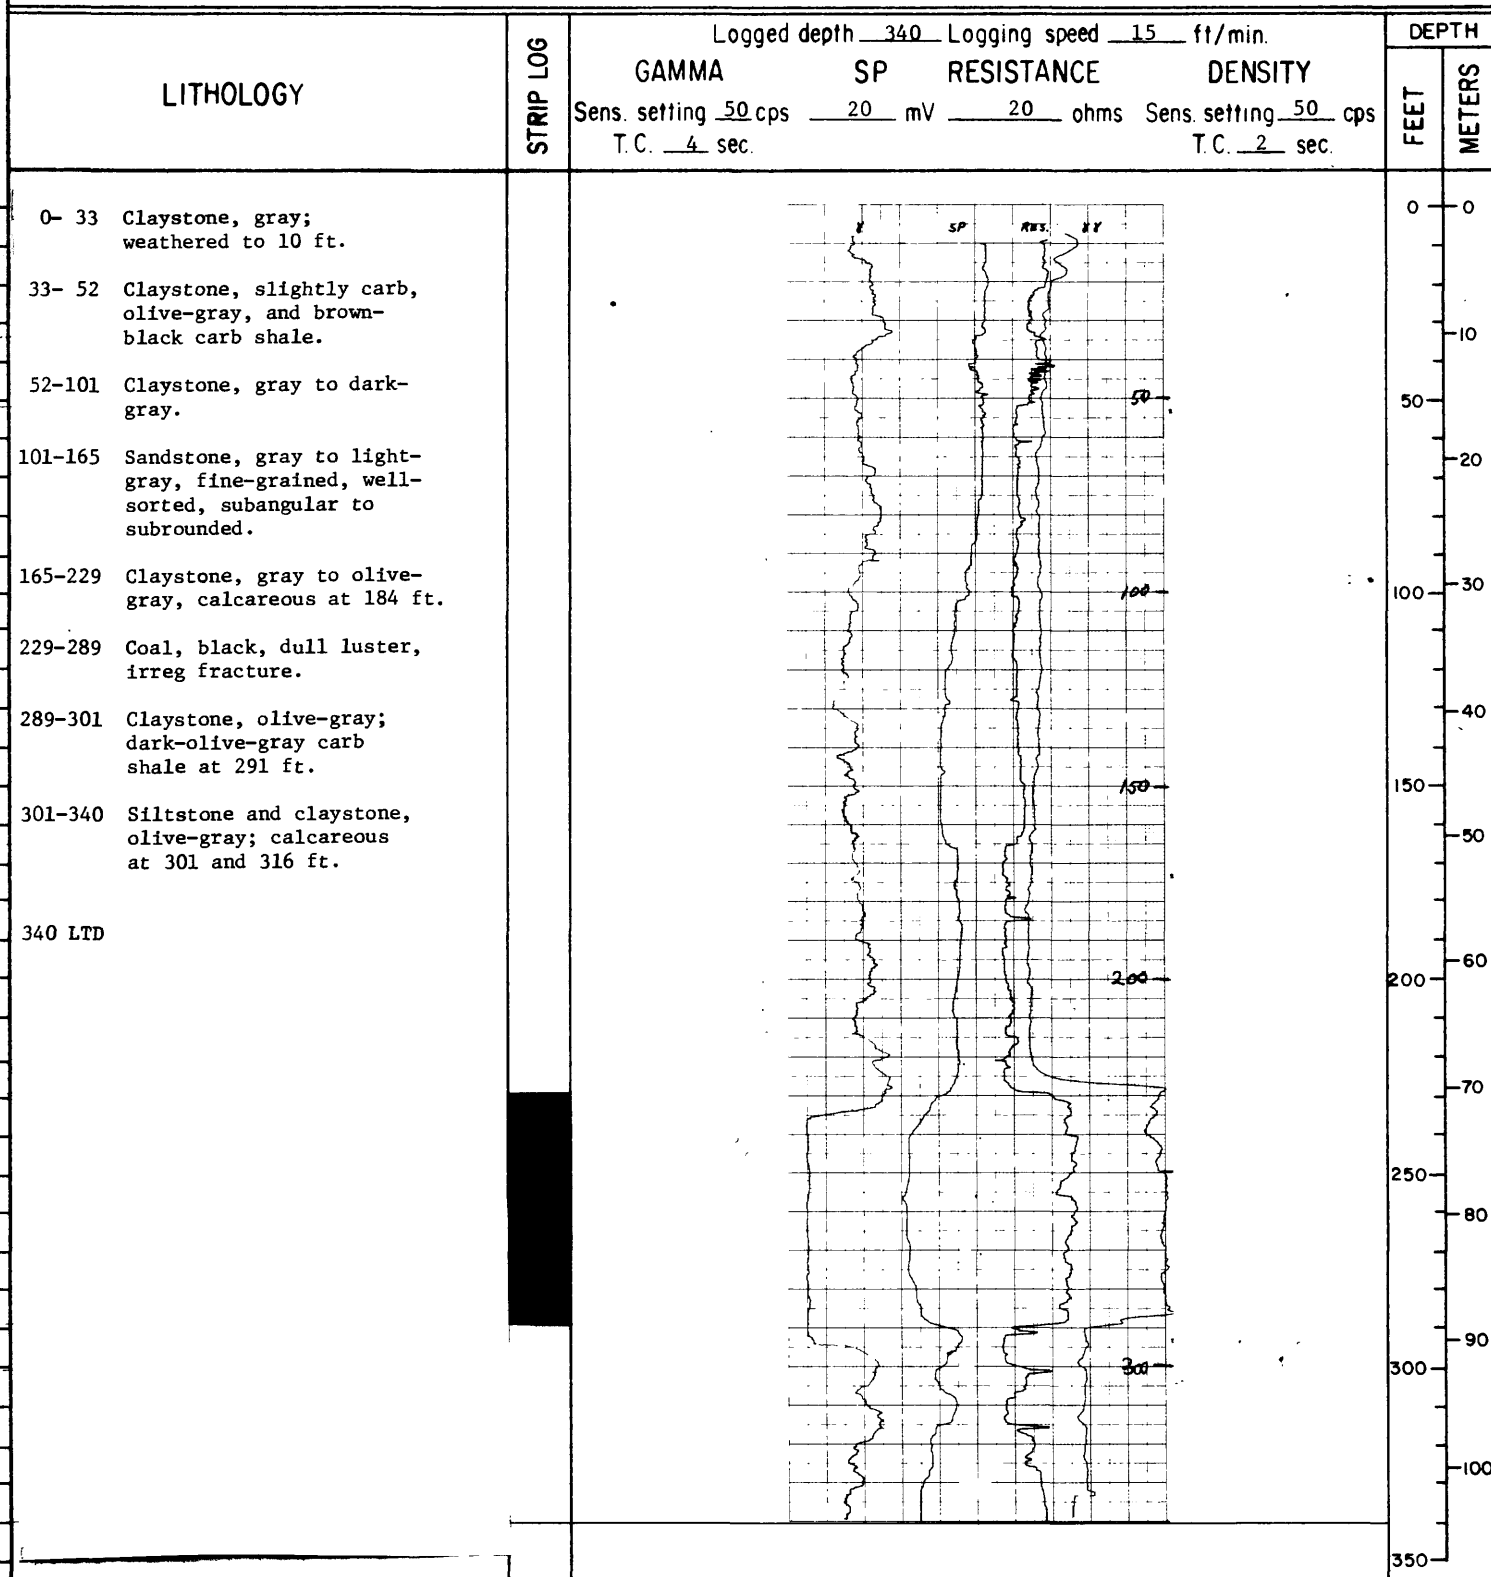 Logged depth 340 Logging speed 15 ft/min.
LITHOLOGY
STRIP LOG
GAMMA SP RESISTANCE DENSITY
Sens. setting 50 cps 20 mV 20 ohms Sens. setting 50 cps
T.C. 4 sec. T.C. 2 sec.
DEPTH
FEET
METERS
0- 33 Claystone, gray;
weathered to 10 ft.
33- 52 Claystone, slightly carb,
olive-gray, and brown-
black carb shale.
52-101 Claystone, gray to dark-
gray.
101-165 Sandstone, gray to light-
gray, fine-grained, well-
sorted, subangular to
subrounded.
165-229 Claystone, gray to olive-
gray, calcareous at 184 ft.
229-289 Coal, black, dull luster,
irreg fracture.
289-301 Claystone, olive-gray;
dark-olive-gray carb
shale at 291 ft.
301-340 Siltstone and claystone,
olive-gray; calcareous
at 301 and 316 ft.
340 LTD
γ SP RES. γγ
50
100
150
200
300
0
50
100
150
200
250
300
350
0
10
20
30
40
50
60
70
80
90
100